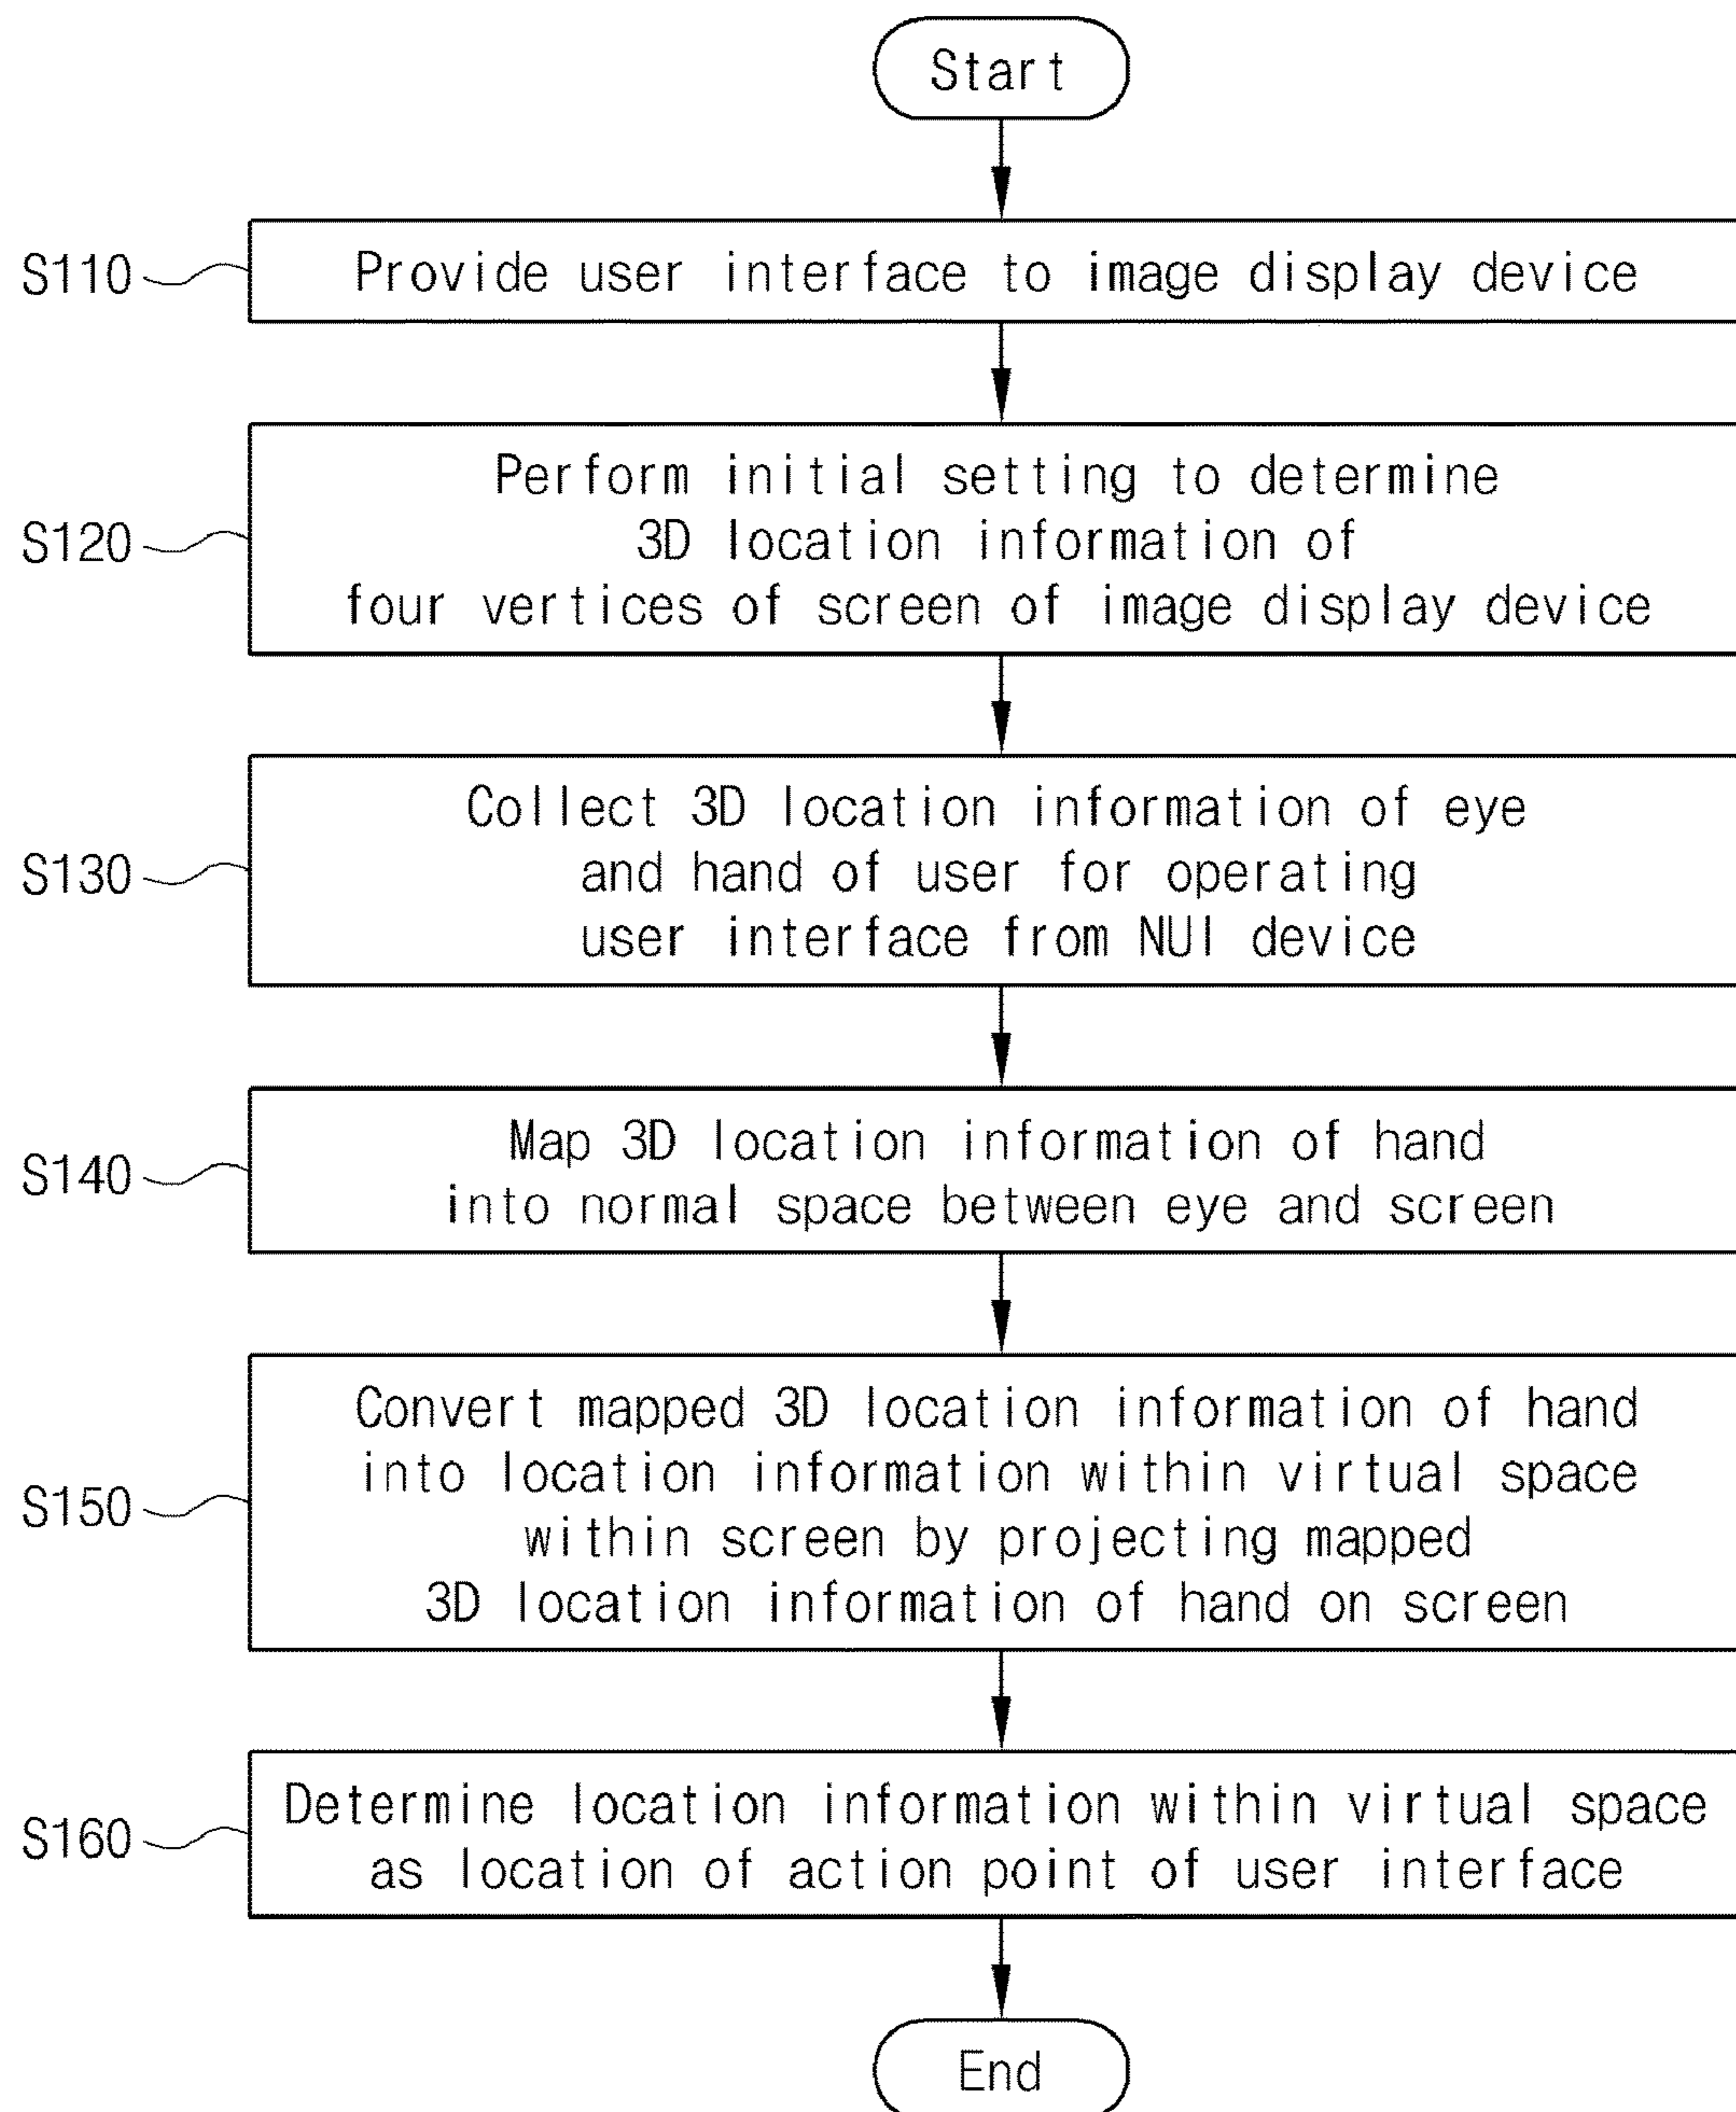 Start
S110
Provide user interface to image display device
S120
Perform initial setting to determine
3D location information of
four vertices of screen of image display device
S130
Collect 3D location information of eye
and hand of user for operating
user interface from NUI device
S140
Map 3D location information of hand
into normal space between eye and screen
S150
Convert mapped 3D location information of hand
into location information within virtual space
within screen by projecting mapped
3D location information of hand on screen
S160
Determine location information within virtual space
as location of action point of user interface
End